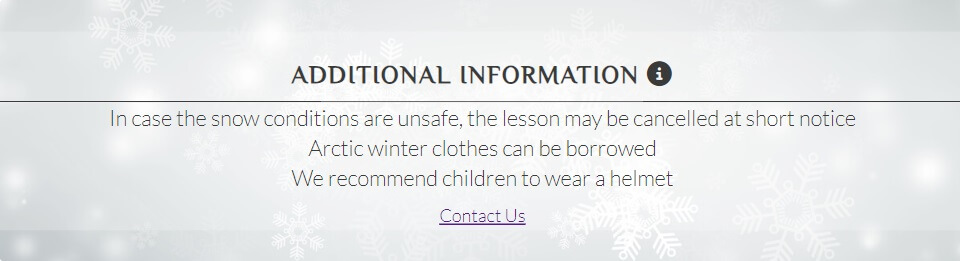 ADDITIONAL INFORMATION
In case the snow conditions are unsafe, the lesson may be cancelled at short notice
Arctic winter clothes can be borrowed
We recommend children to wear a helmet
Contact Us